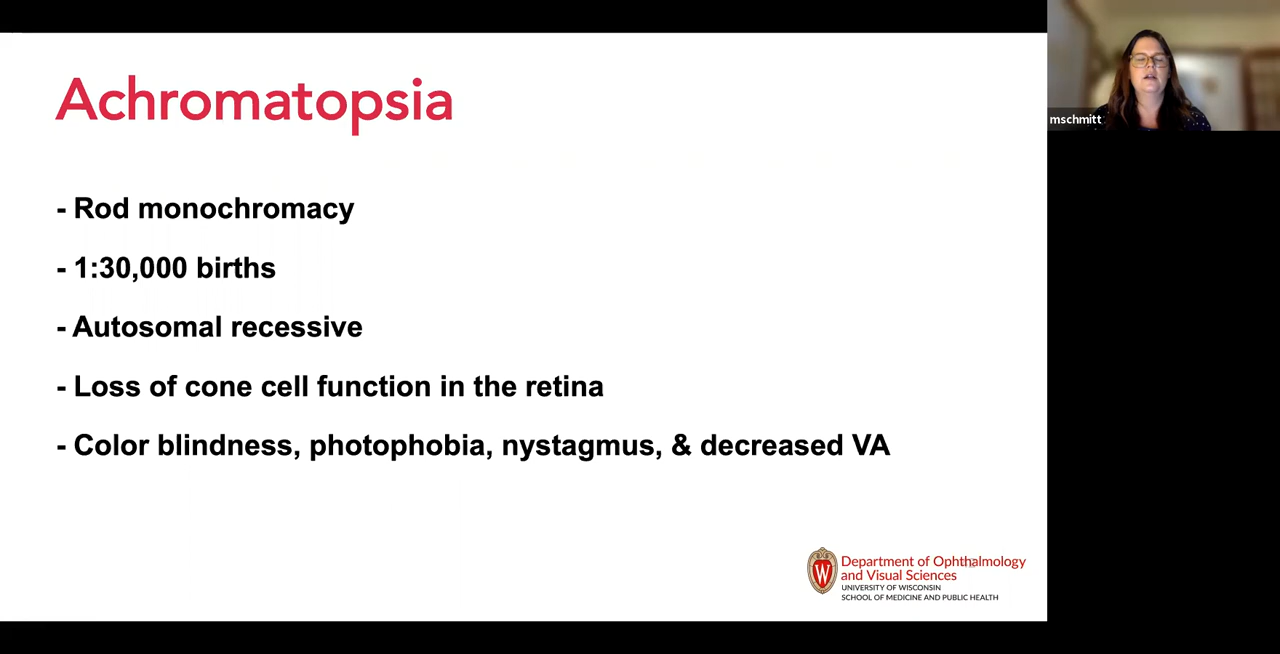 Achromatopsia
- Rod monochromacy
- 1:30,000 births
- Autosomal recessive
- Loss of cone cell function in the retina
- Color blindness, photophobia, nystagmus, & decreased VA
W
Department of Ophthalmology
and Visual Sciences
UNIVERSITY OF WISCONSIN
SCHOOL OF MEDICINE AND PUBLIC HEALTH
mschmitt